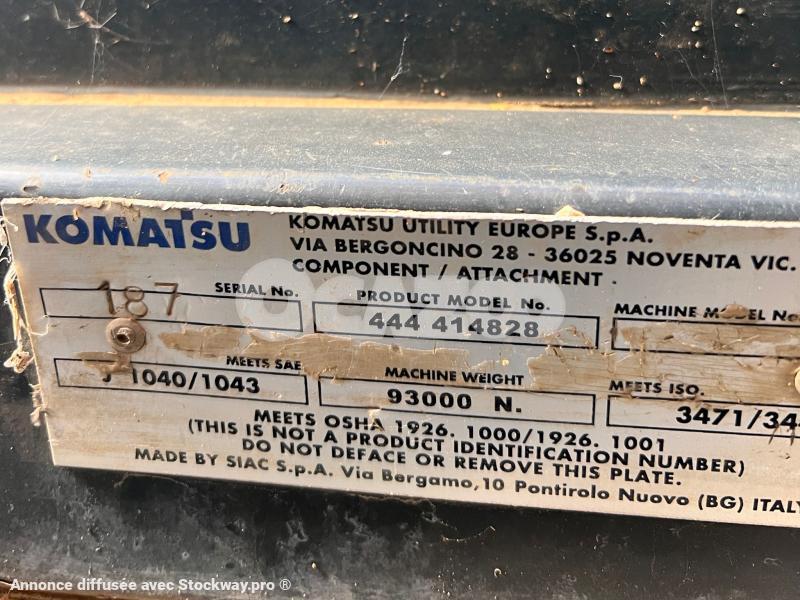 KOMATSU
KOMATSU UTILITY EUROPE S.p.A.
VIA BERGONCINO 28 - 36025 NOVENTA VIC.
COMPONENT / ATTACHMENT
SERIAL No.
187
PRODUCT MODEL No.
444 414828
MACHINE MODEL No.
MEETS SAE
J 1040/1043
MACHINE WEIGHT
93000 N.
MEETS ISO.
3471/34
MEETS OSHA 1926. 1000/1926. 1001
(THIS IS NOT A PRODUCT IDENTIFICATION NUMBER)
DO NOT DEFACE OR REMOVE THIS PLATE.
MADE BY SIAC S.p.A. Via Bergamo,10 Pontirolo Nuovo (BG) ITALY
Annonce diffusée avec Stockway.pro ®